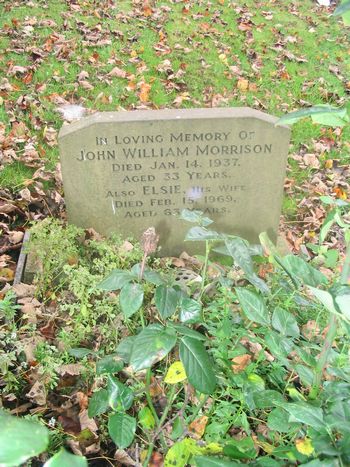 IN LOVING MEMORY OF
JOHN WILLIAM MORRISON
DIED JAN. 14. 1937.
AGED 33 YEARS.
ALSO ELSIE, HIS WIFE
DIED FEB. 15, 1969,
AGED 63 YEARS.